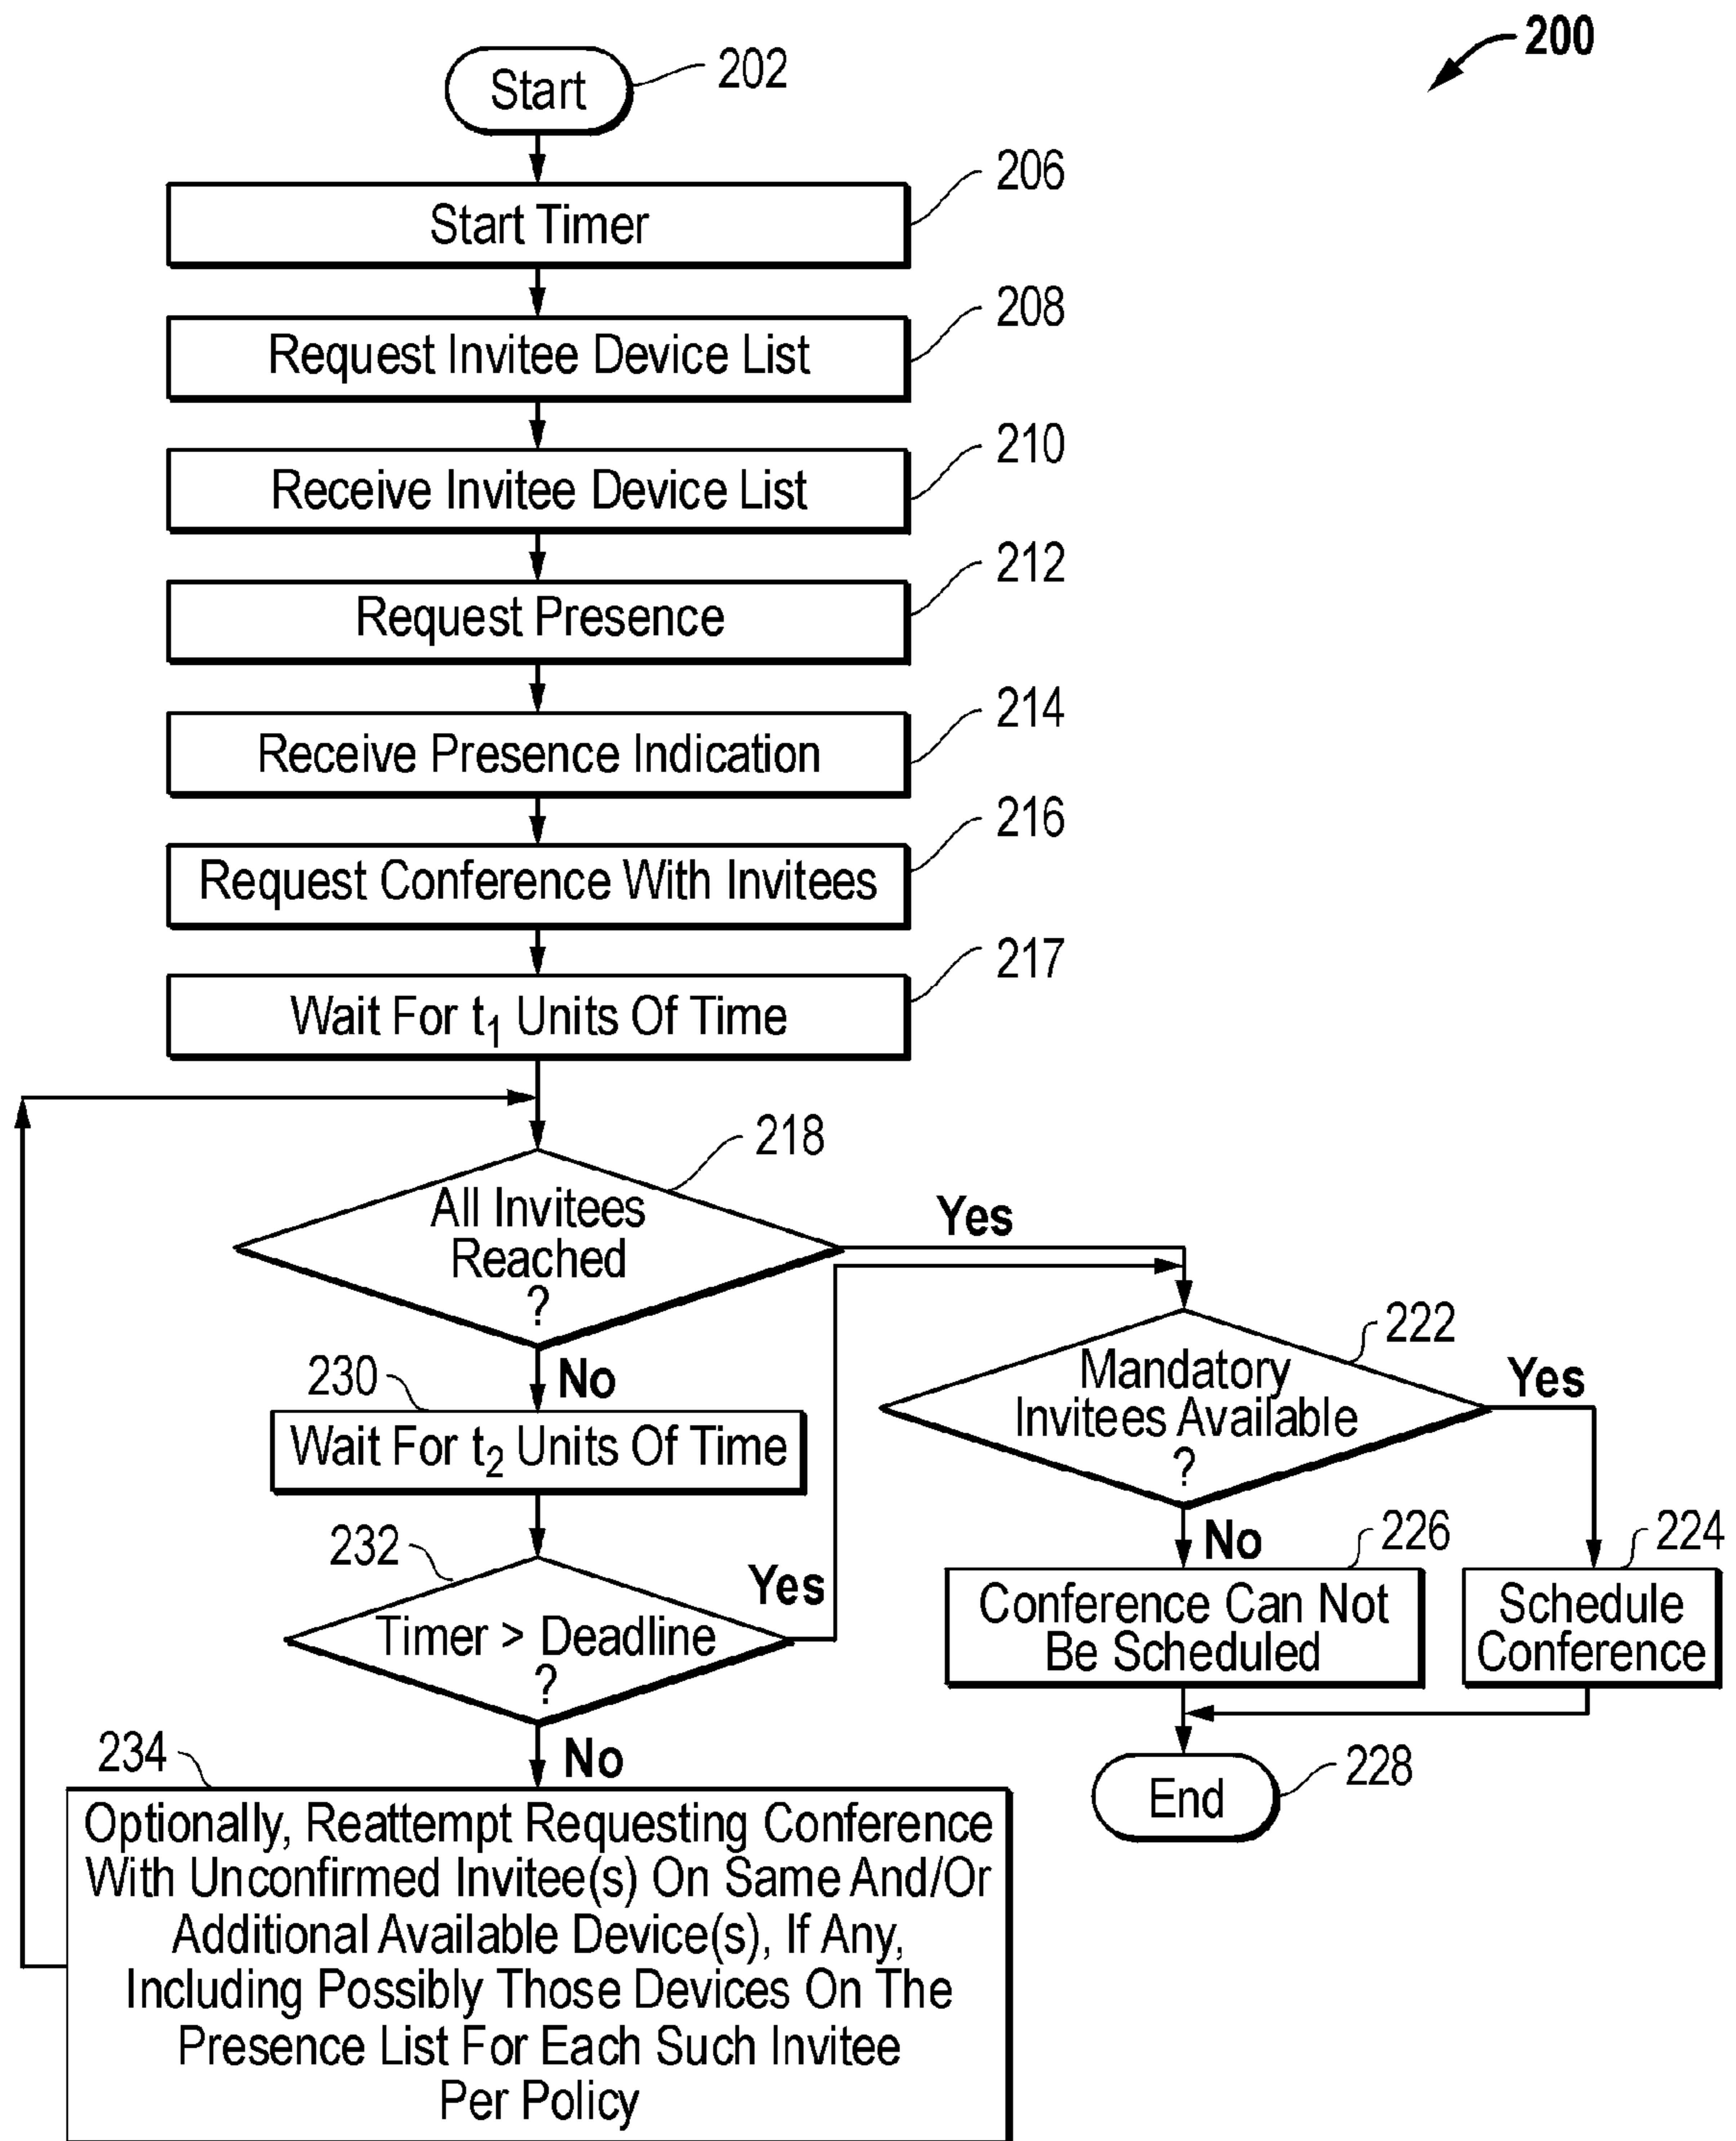 200
Start
202
206
Start Timer
208
Request Invitee Device List
210
Receive Invitee Device List
212
Request Presence
214
Receive Presence Indication
216
Request Conference With Invitees
217
Wait For t₁ Units Of Time
218
All Invitees
Reached
?
Yes
No
230
Wait For t₂ Units Of Time
222
Mandatory
Invitees Available
?
Yes
No
232
Timer > Deadline
?
Yes
No
226
Conference Can Not
Be Scheduled
224
Schedule
Conference
228
End
234
Optionally, Reattempt Requesting Conference
With Unconfirmed Invitee(s) On Same And/Or
Additional Available Device(s), If Any,
Including Possibly Those Devices On The
Presence List For Each Such Invitee
Per Policy